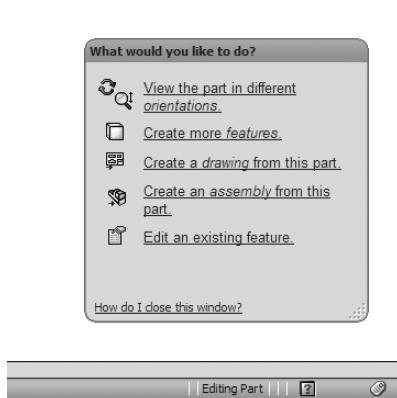 What would you like to do?
View the part in different
orientations.
Create more features.
Create a drawing from this part.
Create an assembly from this
part.
Edit an existing feature.
How do I close this window?
Editing Part
?